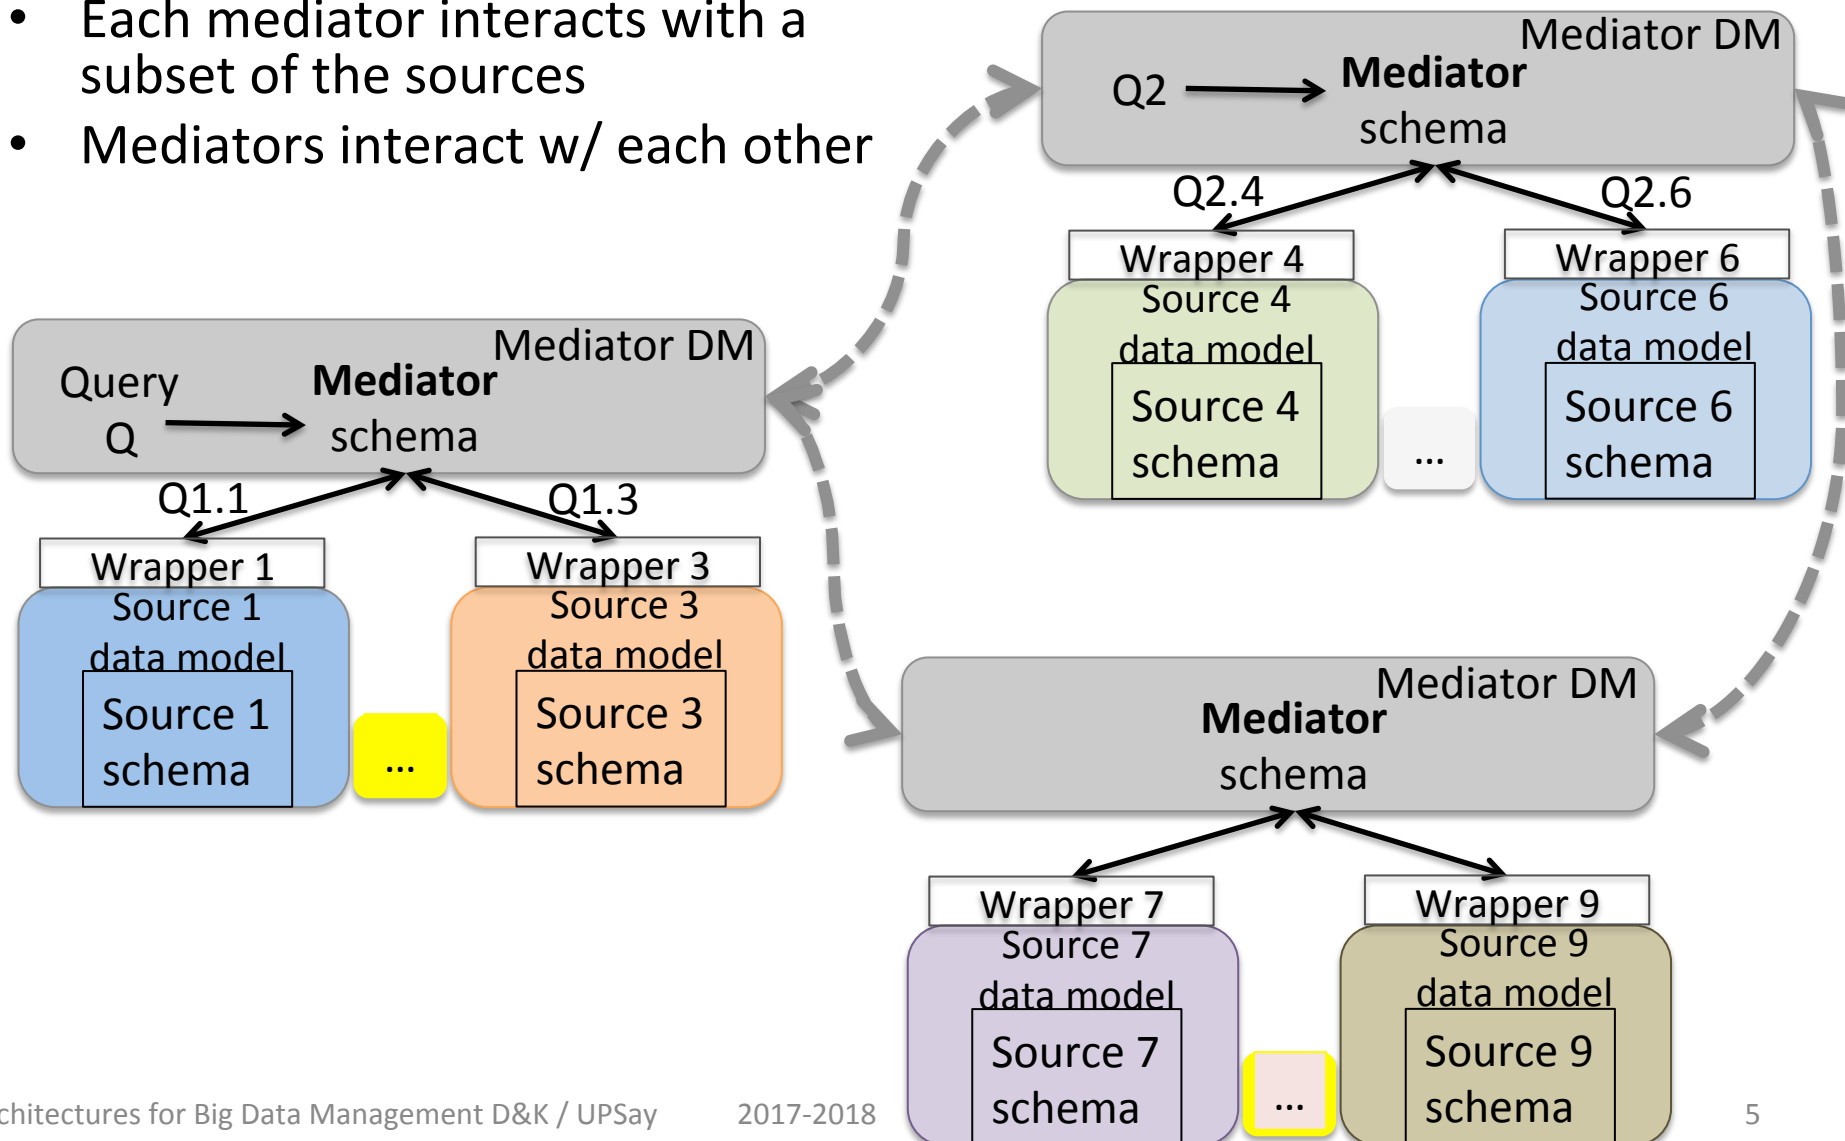 • Each mediator interacts with a
subset of the sources
• Mediators interact w/ each other
Mediator DM
Q2
Mediator
schema
Q2.4
Q2.6
Wrapper 4
Source 4
data model
Source 4
schema
...
Wrapper 6
Source 6
data model
Source 6
schema
Mediator DM
Query
Q
Mediator
schema
Q1.1
Q1.3
Wrapper 1
Source 1
data model
Source 1
schema
...
Wrapper 3
Source 3
data model
Source 3
schema
Mediator DM
Mediator
schema
Wrapper 7
Source 7
data model
Source 7
schema
...
Wrapper 9
Source 9
data model
Source 9
schema
chitectures for Big Data Management D&K / UPSay
2017-2018
5